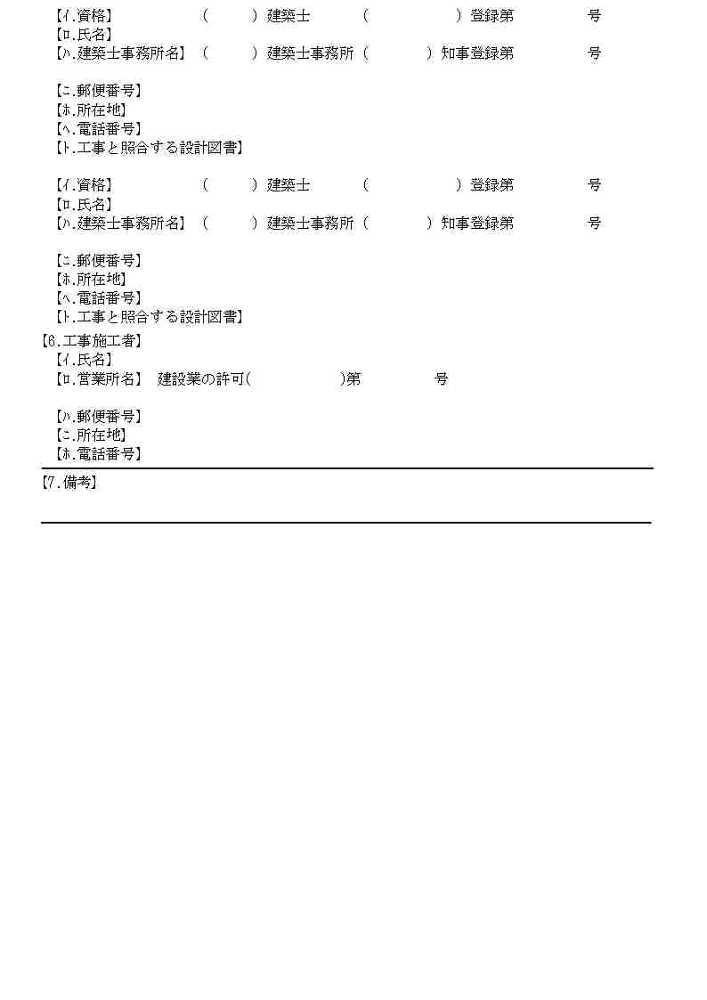 【ｲ.資格】　　　　　　（　　　）建築士　　　（　　　　　　）登録第　　　　　号
【ﾛ.氏名】
【ﾊ.建築士事務所名】（　　　）建築士事務所（　　　　）知事登録第　　　　　号
【ﾆ.郵便番号】
【ﾎ.所在地】
【ﾍ.電話番号】
【ﾄ.工事と照合する設計図書】
【ｲ.資格】　　　　　　（　　　）建築士　　　（　　　　　　）登録第　　　　　号
【ﾛ.氏名】
【ﾊ.建築士事務所名】（　　　）建築士事務所（　　　　）知事登録第　　　　　号
【ﾆ.郵便番号】
【ﾎ.所在地】
【ﾍ.電話番号】
【ﾄ.工事と照合する設計図書】
【6.工事施工者】
【ｲ.氏名】
【ﾛ.営業所名】　建設業の許可(　　　　　　)第　　　　　号
【ﾊ.郵便番号】
【ﾆ.所在地】
【ﾎ.電話番号】
【7.備考】